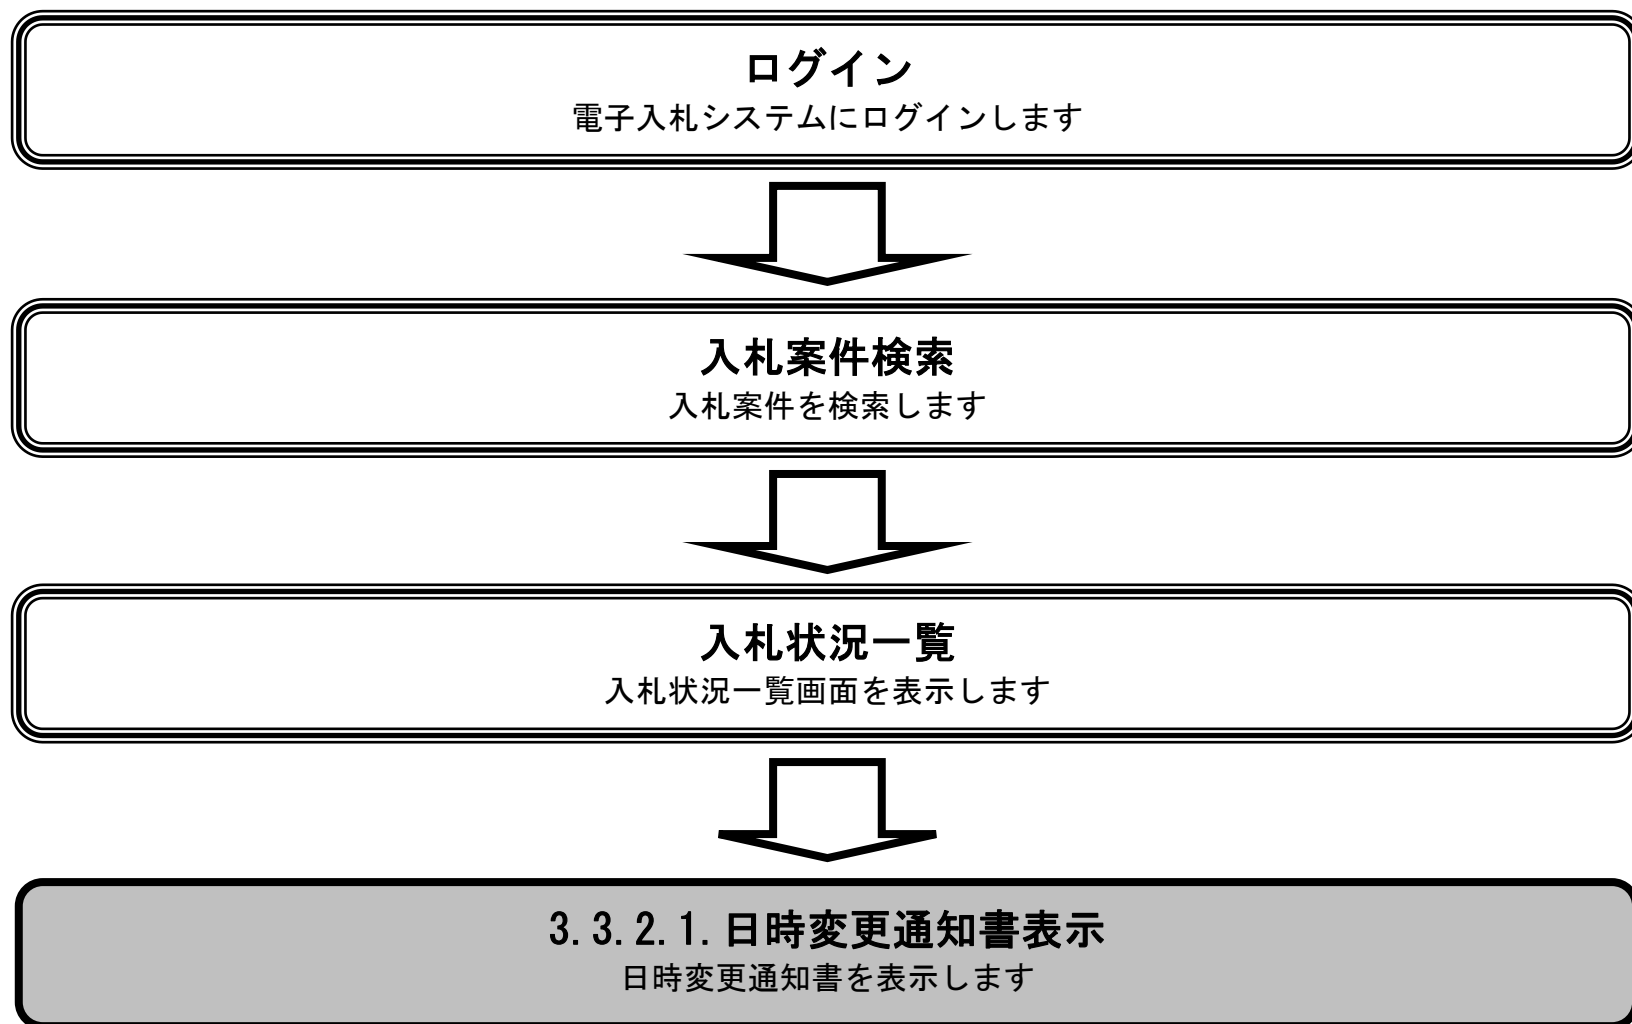 ログイン
電子入札システムにログインします
入札案件検索
入札案件を検索します
入札状況一覧
入札状況一覧画面を表示します
3.3.2.1.日時変更通知書表示
日時変更通知書を表示します